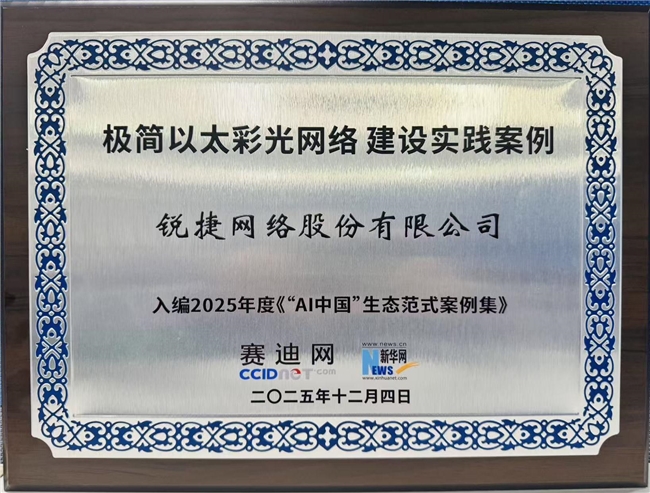 极简以太彩光网络 建设实践案例
锐捷网络股份有限公司
入编2025年度《“AI中国”生态范式案例集》
赛迪网
CCIDnet.com
www.news.cn
新华网
NEWS
www.xinhuanet.com
二〇二五年十二月四日